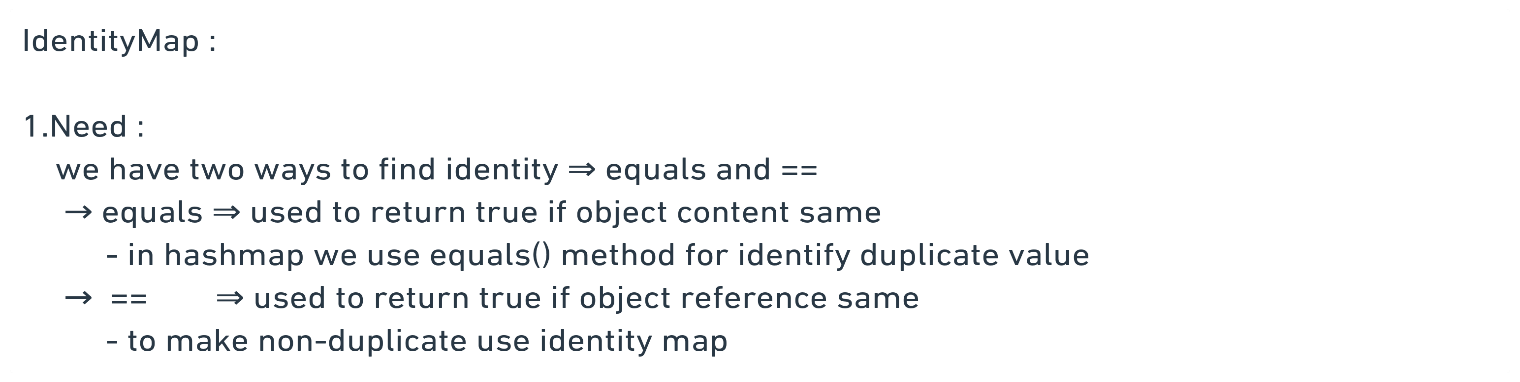 IdentityMap :
1.Need :
we have two ways to find identity ⇒ equals and ==
→ equals ⇒ used to return true if object content same
- in hashmap we use equals() method for identify duplicate value
→ == ⇒ used to return true if object reference same
- to make non-duplicate use identity map